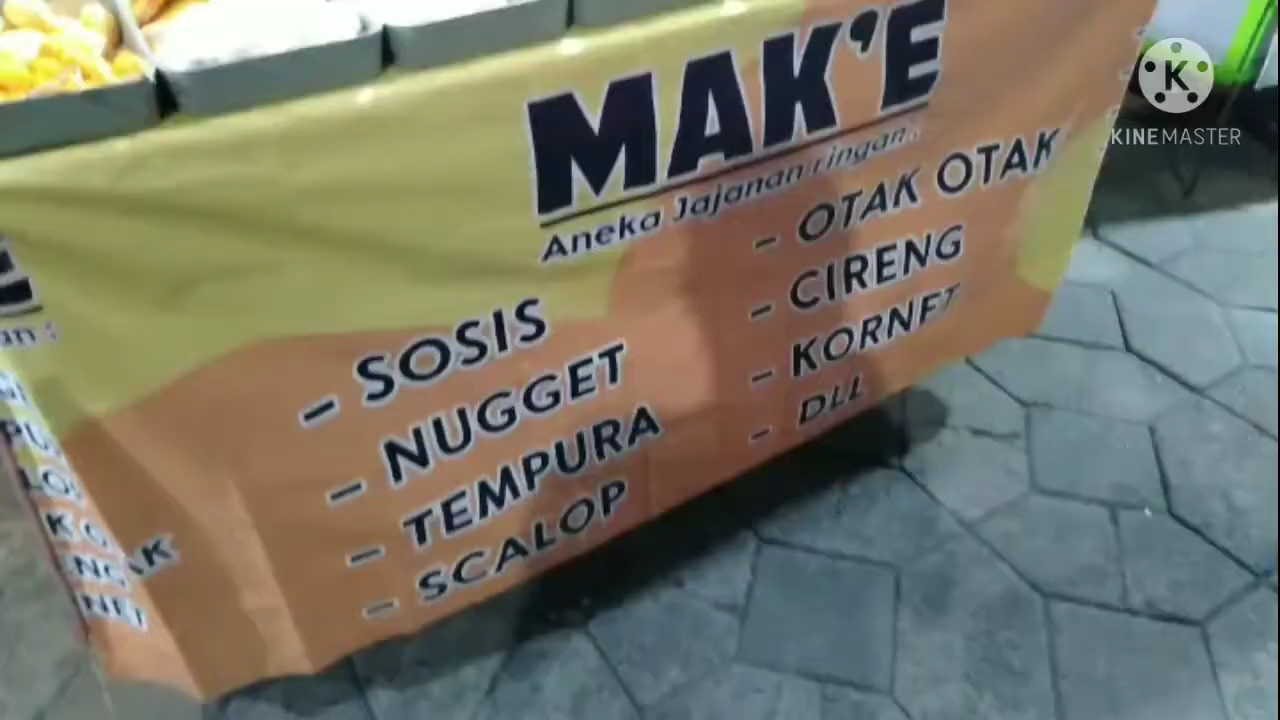 MAK'E
Aneka Jajanan ringan
- SOSIS
- NUGGET
- TEMPURA
- SCALOP
- OTAK OTAK
- CIRENG
- KORNET
- DLL
K
KINEMASTER